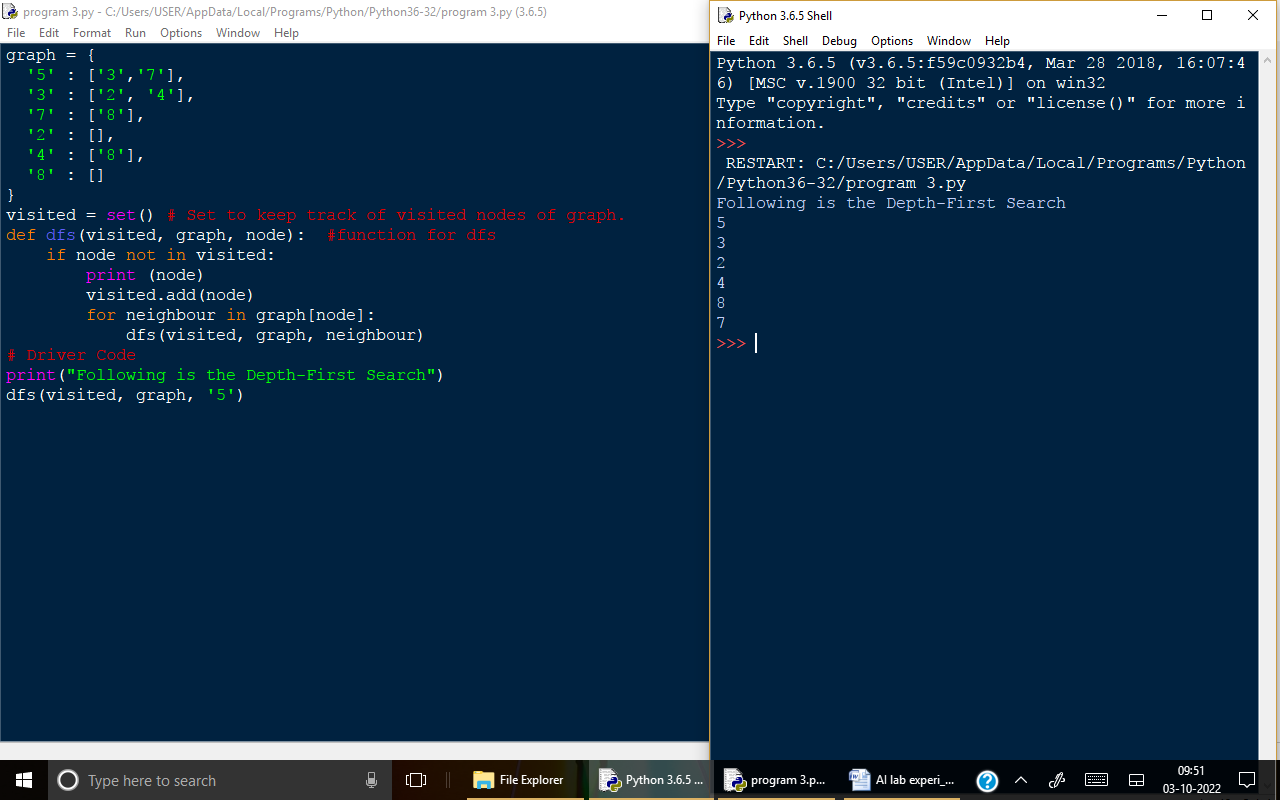 program 3.py - C:/Users/USER/AppData/Local/Programs/Python/Python36-32/program 3.py (3.6.5)
File Edit Format Run Options Window Help
graph = {
  '5' : ['3','7'],
  '3' : ['2', '4'],
  '7' : ['8'],
  '2' : [],
  '4' : ['8'],
  '8' : []
}
visited = set() # Set to keep track of visited nodes of graph.
def dfs(visited, graph, node):  #function for dfs
    if node not in visited:
        print (node)
        visited.add(node)
        for neighbour in graph[node]:
            dfs(visited, graph, neighbour)
# Driver Code
print("Following is the Depth-First Search")
dfs(visited, graph, '5')
Python 3.6.5 Shell
File Edit Shell Debug Options Window Help
Python 3.6.5 (v3.6.5:f59c0932b4, Mar 28 2018, 16:07:4
6) [MSC v.1900 32 bit (Intel)] on win32
Type "copyright", "credits" or "license()" for more i
nformation.
>>>
 RESTART: C:/Users/USER/AppData/Local/Programs/Python
/Python36-32/program 3.py
Following is the Depth-First Search
5
3
2
4
8
7
>>>
Type here to search
File Explorer
Python 3.6.5 ...
program 3.p...
AI lab experi_...
09:51
03-10-2022